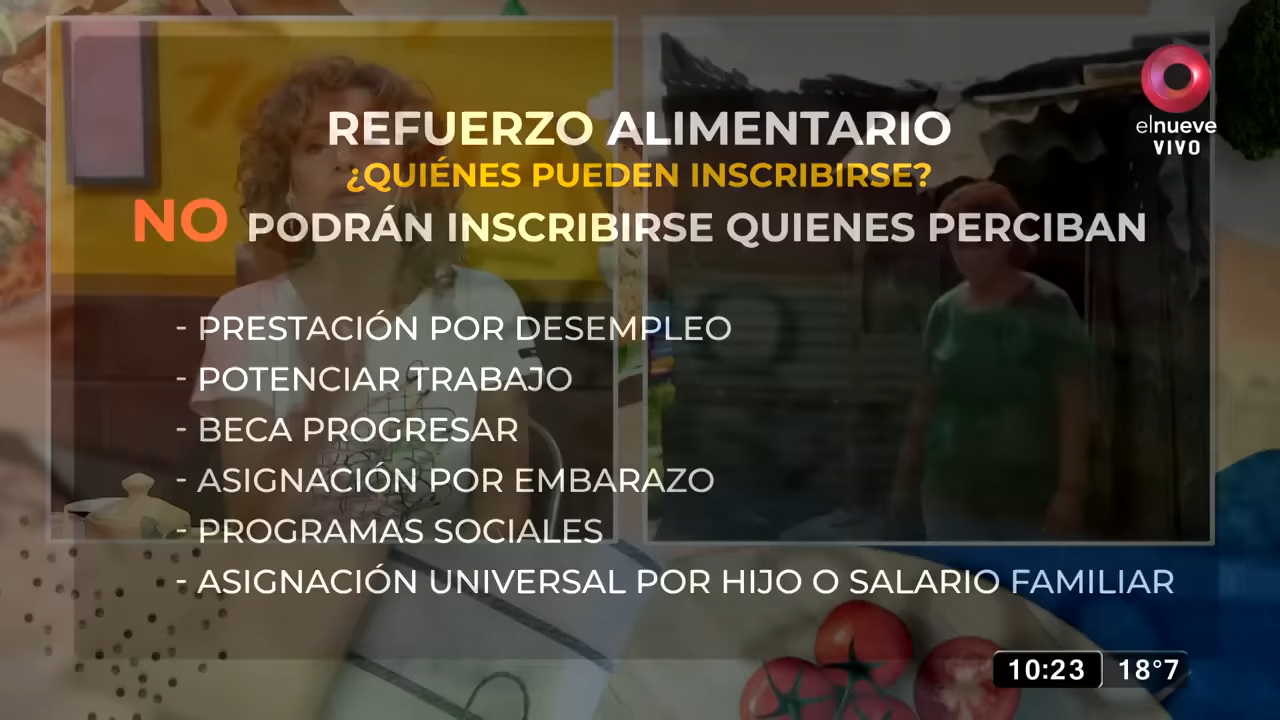 REFUERZO ALIMENTARIO
¿QUIÉNES PUEDEN INSCRIBIRSE?
NO PODRÁN INSCRIBIRSE QUIENES PERCIBAN
- PRESTACIÓN POR DESEMPLEO
- POTENCIAR TRABAJO
- BECA PROGRESAR
- ASIGNACIÓN POR EMBARAZO
- PROGRAMAS SOCIALES
- ASIGNACIÓN UNIVERSAL POR HIJO O SALARIO FAMILIAR
elnueve
VIVO
10:23 18°7